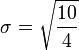 σ = √(10/4)